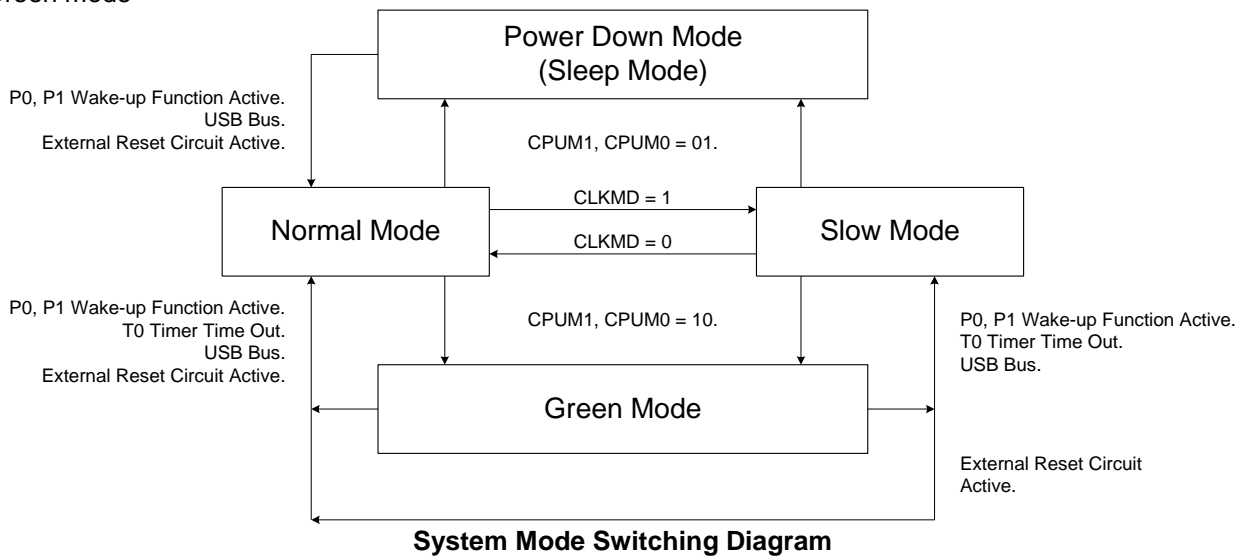 Power Down Mode
(Sleep Mode)
P0, P1 Wake-up Function Active.
USB Bus.
External Reset Circuit Active.
CPUM1, CPUM0 = 01.
CLKMD = 1
Normal Mode
Slow Mode
CLKMD = 0
P0, P1 Wake-up Function Active.
T0 Timer Time Out.
USB Bus.
External Reset Circuit Active.
CPUM1, CPUM0 = 10.
P0, P1 Wake-up Function Active.
T0 Timer Time Out.
USB Bus.
Green Mode
External Reset Circuit
Active.
System Mode Switching Diagram